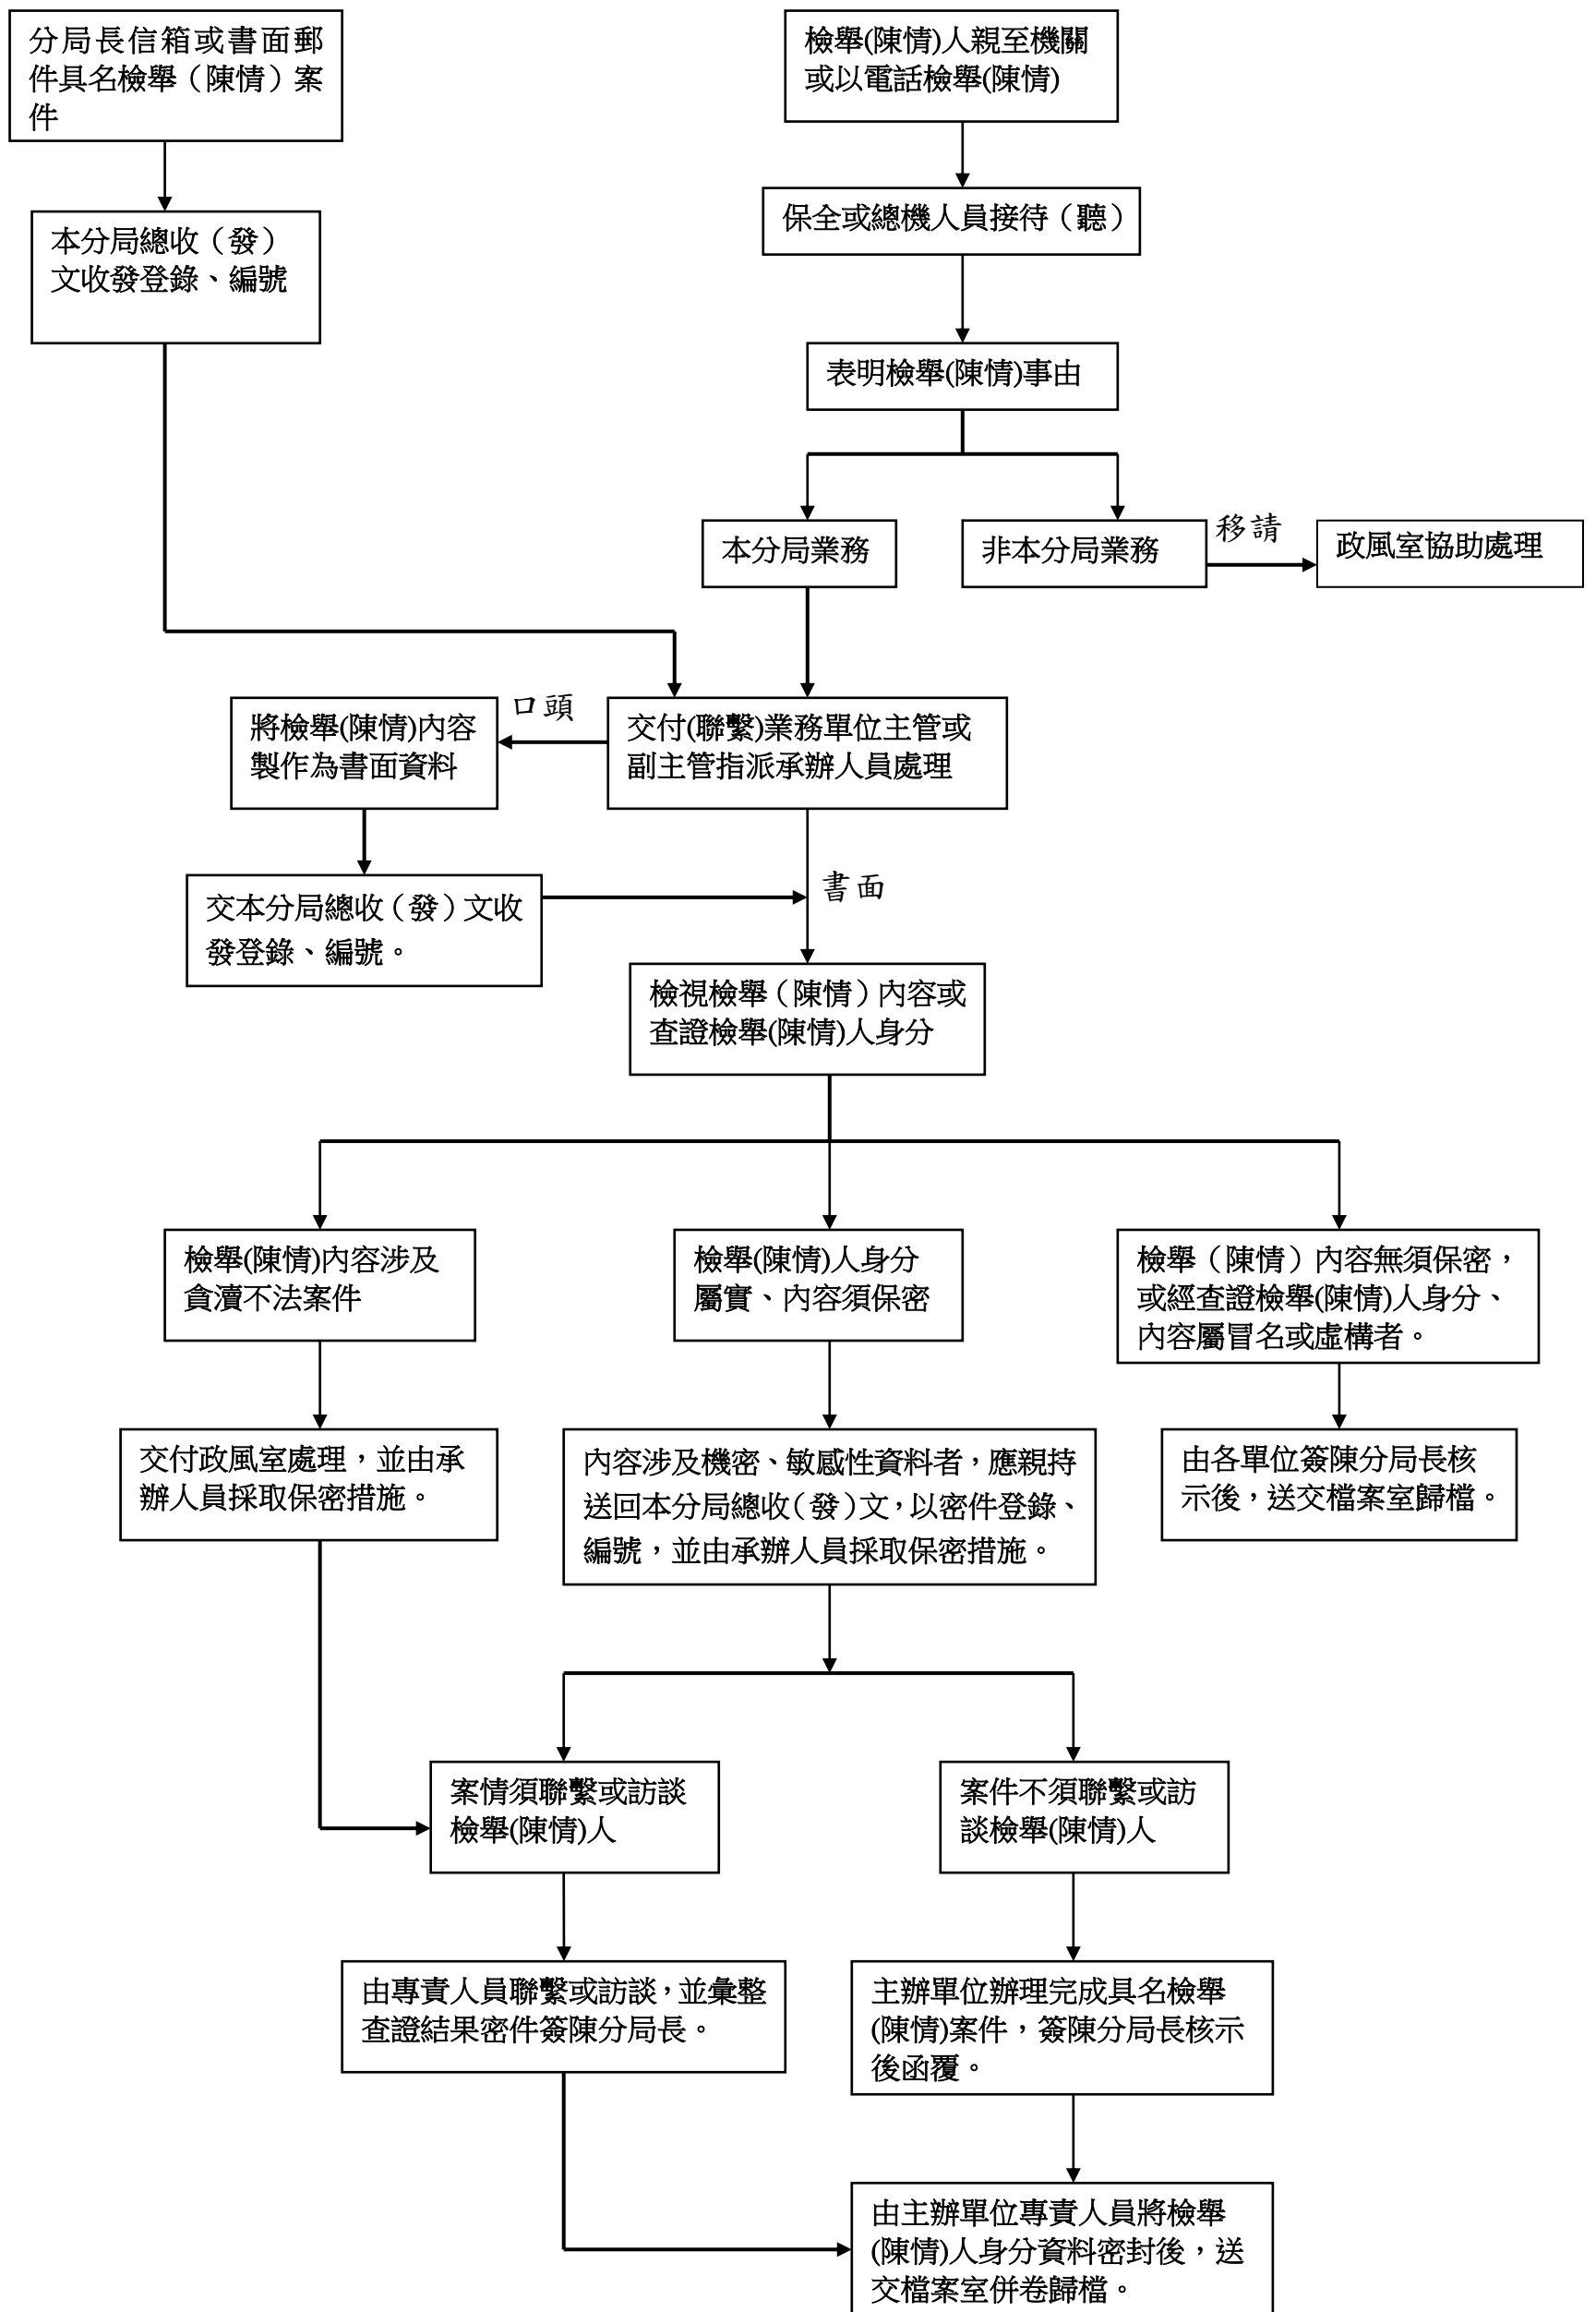 分局長信箱或書面郵
件具名檢舉（陳情）案
件
檢舉(陳情)人親至機關
或以電話檢舉(陳情)
保全或總機人員接待（聽）
本分局總收（發）
文收發登錄、編號
表明檢舉(陳情)事由
本分局業務
非本分局業務
移請
政風室協助處理
交付(聯繫)業務單位主管或
副主管指派承辦人員處理
口頭
將檢舉(陳情)內容
製作為書面資料
交本分局總收（發）文收
發登錄、編號。
書面
檢視檢舉（陳情）內容或
查證檢舉(陳情)人身分
檢舉(陳情)內容涉及
貪瀆不法案件
檢舉(陳情)人身分
屬實、內容須保密
檢舉（陳情）內容無須保密，
或經查證檢舉(陳情)人身分、
內容屬冒名或虛構者。
交付政風室處理，並由承
辦人員採取保密措施。
內容涉及機密、敏感性資料者，應親持
送回本分局總收（發）文，以密件登錄、
編號，並由承辦人員採取保密措施。
由各單位簽陳分局長核
示後，送交檔案室歸檔。
案情須聯繫或訪談
檢舉(陳情)人
案件不須聯繫或訪
談檢舉(陳情)人
由專責人員聯繫或訪談，並彙整
查證結果密件簽陳分局長。
主辦單位辦理完成具名檢舉
(陳情)案件，簽陳分局長核示
後函覆。
由主辦單位專責人員將檢舉
(陳情)人身分資料密封後，送
交檔案室併卷歸檔。